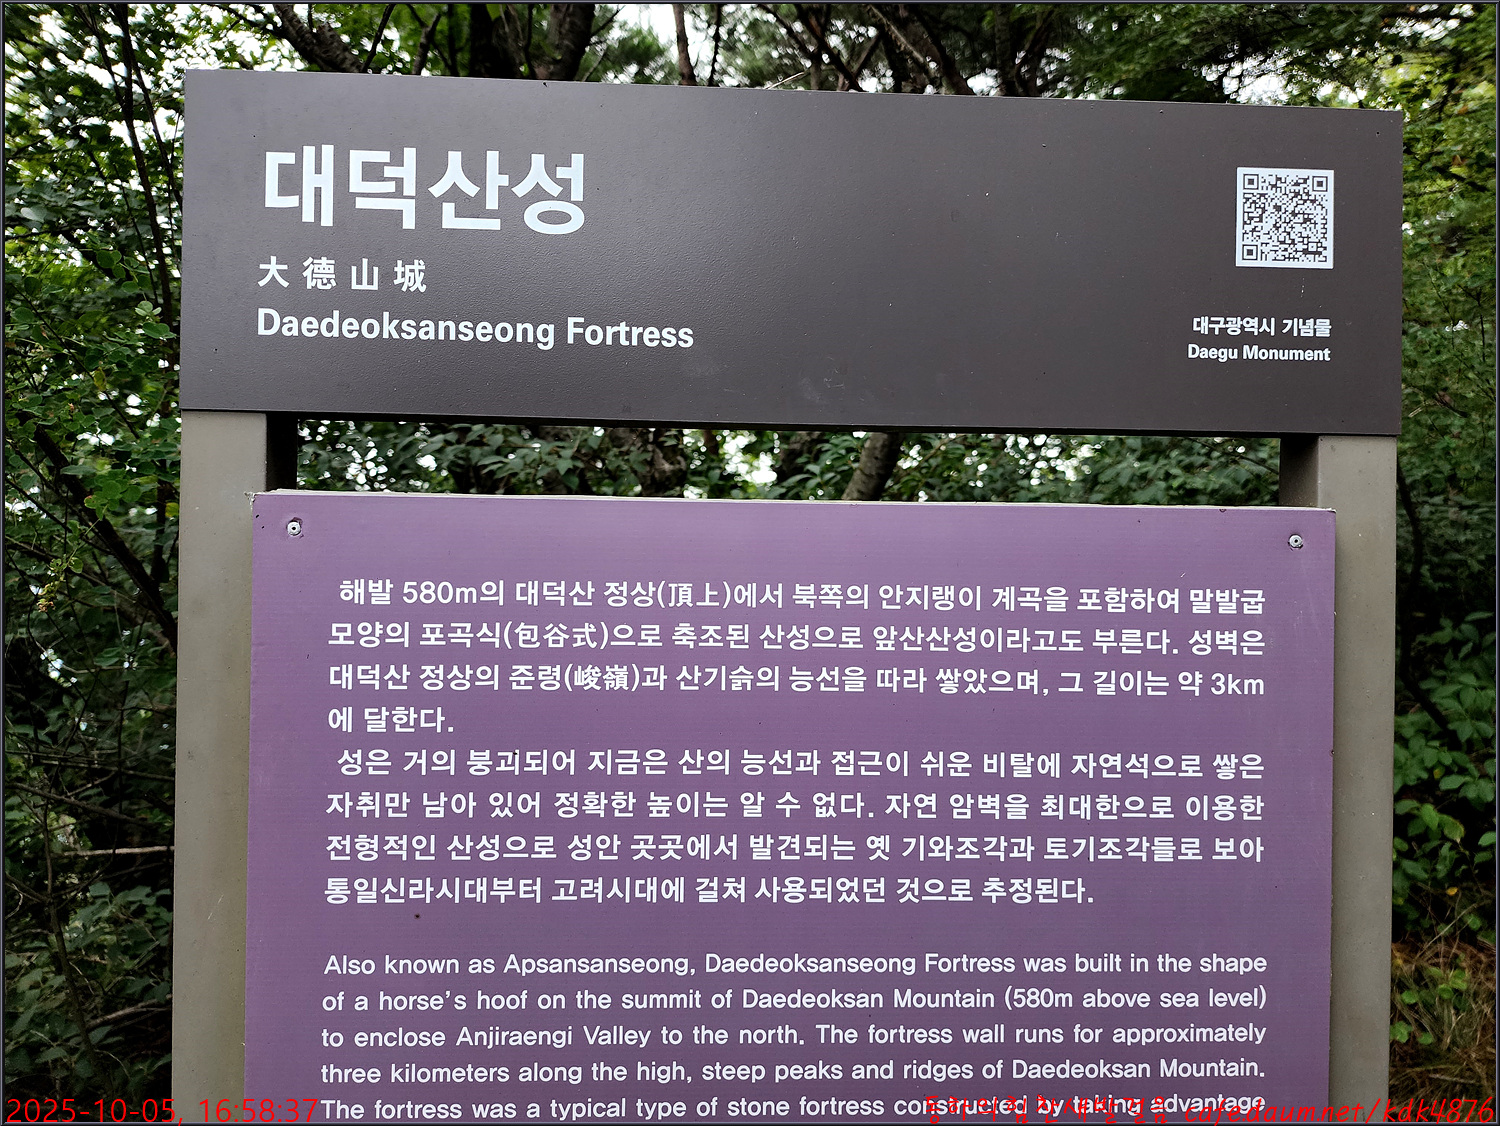 대덕산성
大德山城
Daedeoksanseong Fortress
대구광역시 기념물
Daegu Monument
해발 580m의 대덕산 정상(頂上)에서 북쪽의 안지랭이 계곡을 포함하여 말발굽
모양의 포곡식(包谷式)으로 축조된 산성으로 앞산산성이라고도 부른다. 성벽은
대덕산 정상의 준령(峻嶺)과 산기슭의 능선을 따라 쌓았으며, 그 길이는 약 3km
에 달한다.
성은 거의 붕괴되어 지금은 산의 능선과 접근이 쉬운 비탈에 자연석으로 쌓은
자취만 남아 있어 정확한 높이는 알 수 없다. 자연 암벽을 최대한으로 이용한
전형적인 산성으로 성안 곳곳에서 발견되는 옛 기와조각과 토기조각들로 보아
통일신라시대부터 고려시대에 걸쳐 사용되었던 것으로 추정된다.
Also known as Apsansanseong, Daedeoksanseong Fortress was built in the shape
of a horse's hoof on the summit of Daedeoksan Mountain (580m above sea level)
to enclose Anjiraengi Valley to the north. The fortress wall runs for approximately
three kilometers along the high, steep peaks and ridges of Daedeoksan Mountain.
The fortress was a typical type of stone fortress constructed by taking advantage
2025-10-05, 16:58:37
cafedaum.net/kdk4876